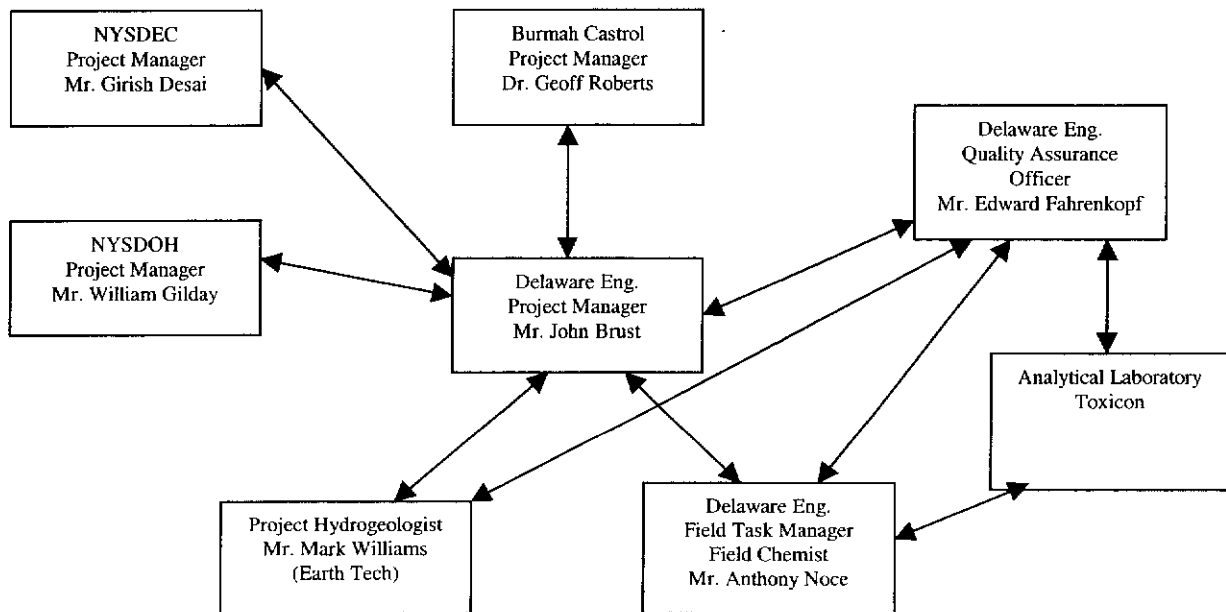 NYSDEC
Project Manager
Mr. Girish Desai
Burmah Castrol
Project Manager
Dr. Geoff Roberts
Delaware Eng.
Quality Assurance
Officer
Mr. Edward Fahrenkopf
NYSDOH
Project Manager
Mr. William Gilday
Delaware Eng.
Project Manager
Mr. John Brust
Analytical Laboratory
Toxicon
Project Hydrogeologist
Mr. Mark Williams
(Earth Tech)
Delaware Eng.
Field Task Manager
Field Chemist
Mr. Anthony Noce